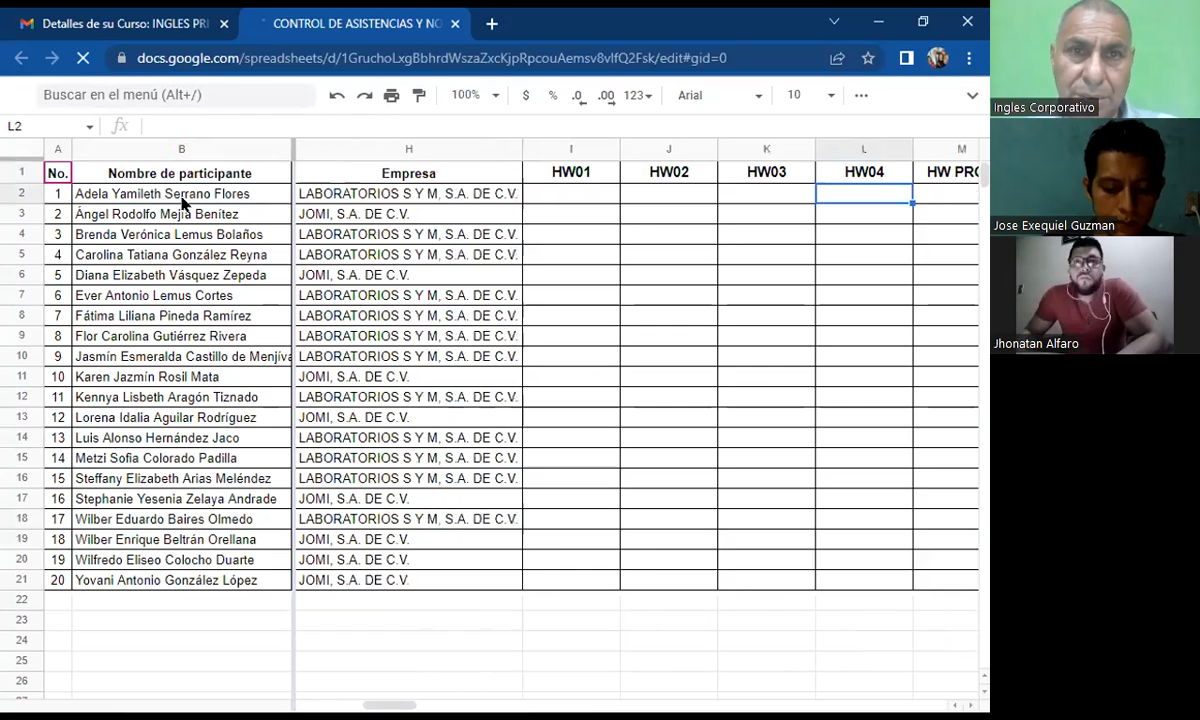 Detalles de su Curso: INGLES PRI
CONTROL DE ASISTENCIAS Y NO
docs.google.com/spreadsheets/d/1GruchoLxgBbhrdWszaZxcKjpRpcouAemsv8vlfQ2Fsk/edit#gid=0
Buscar en el menú (Alt+/)
100%
$ % .0 .00 123
Arial
10
L2
fx
A B H I J K L M
1 No. Nombre de participante Empresa HW01 HW02 HW03 HW04 HW PRO
2 1 Adela Yamileth Serrano Flores LABORATORIOS S Y M, S.A. DE C.V.
3 2 Ángel Rodolfo Mejía Benítez JOMI, S.A. DE C.V.
4 3 Brenda Verónica Lemus Bolaños LABORATORIOS S Y M, S.A. DE C.V.
5 4 Carolina Tatiana González Reyna LABORATORIOS S Y M, S.A. DE C.V.
6 5 Diana Elizabeth Vásquez Zepeda JOMI, S.A. DE C.V.
7 6 Ever Antonio Lemus Cortes LABORATORIOS S Y M, S.A. DE C.V.
8 7 Fátima Liliana Pineda Ramírez LABORATORIOS S Y M, S.A. DE C.V.
9 8 Flor Carolina Gutiérrez Rivera LABORATORIOS S Y M, S.A. DE C.V.
10 9 Jasmín Esmeralda Castillo de Menjíva LABORATORIOS S Y M, S.A. DE C.V.
11 10 Karen Jazmín Rosil Mata JOMI, S.A. DE C.V.
12 11 Kennya Lisbeth Aragón Tiznado LABORATORIOS S Y M, S.A. DE C.V.
13 12 Lorena Idalia Aguilar Rodríguez JOMI, S.A. DE C.V.
14 13 Luis Alonso Hernández Jaco LABORATORIOS S Y M, S.A. DE C.V.
15 14 Metzi Sofia Colorado Padilla LABORATORIOS S Y M, S.A. DE C.V.
16 15 Steffany Elizabeth Arias Meléndez LABORATORIOS S Y M, S.A. DE C.V.
17 16 Stephanie Yesenia Zelaya Andrade JOMI, S.A. DE C.V.
18 17 Wilber Eduardo Baires Olmedo LABORATORIOS S Y M, S.A. DE C.V.
19 18 Wilber Enrique Beltrán Orellana JOMI, S.A. DE C.V.
20 19 Wilfredo Eliseo Colocho Duarte JOMI, S.A. DE C.V.
21 20 Yovani Antonio González López JOMI, S.A. DE C.V.
22
23
24
25
26
Ingles Corporativo
Jose Exequiel Guzman
Jhonatan Alfaro